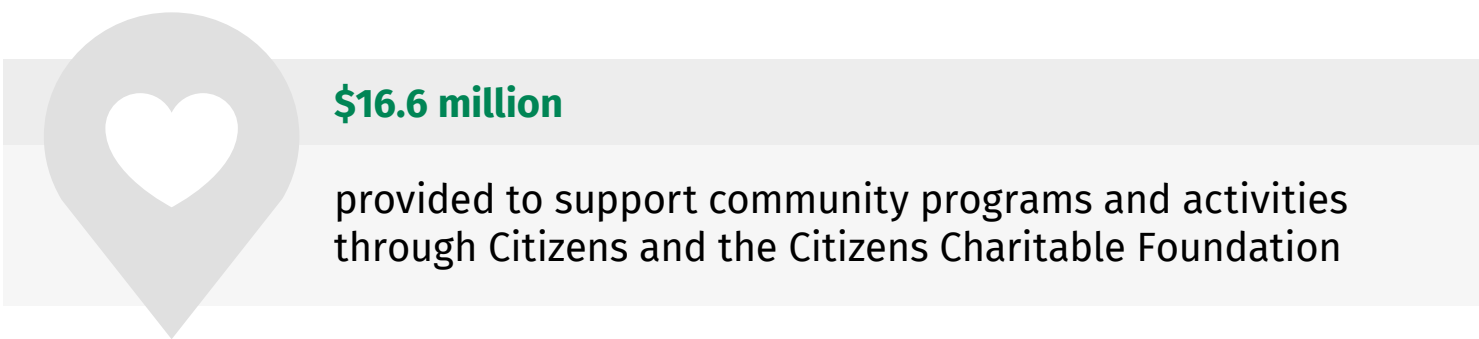 $16.6 million
provided to support community programs and activities
through Citizens and the Citizens Charitable Foundation